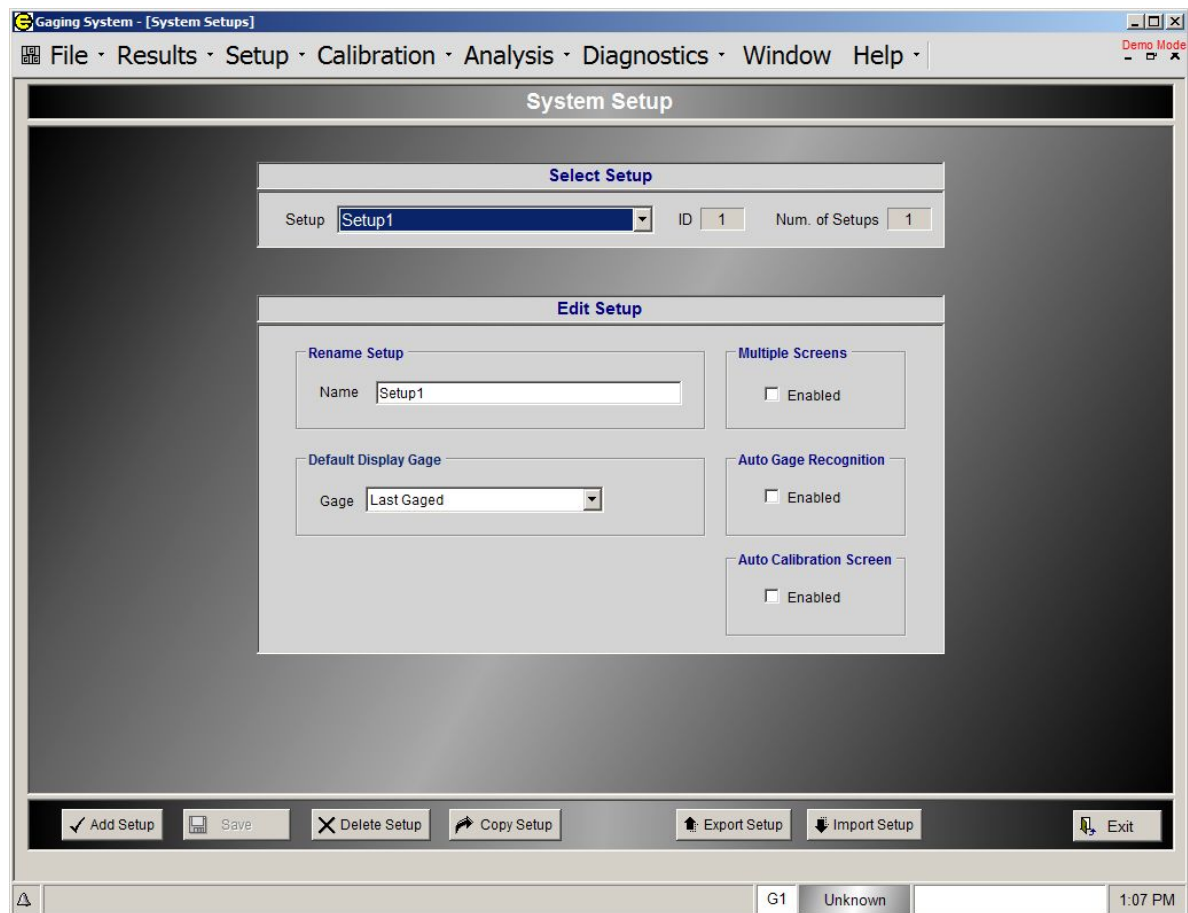 Gaging System - [System Setups]
File Results Setup Calibration Analysis Diagnostics Window Help
Demo Mode
System Setup
Select Setup
Setup Setup1 ID 1 Num. of Setups 1
Edit Setup
Rename Setup
Name Setup1
Multiple Screens
Enabled
Default Display Gage
Gage Last Gaged
Auto Gage Recognition
Enabled
Auto Calibration Screen
Enabled
Add Setup Save Delete Setup Copy Setup Export Setup Import Setup Exit
G1 Unknown 1:07 PM